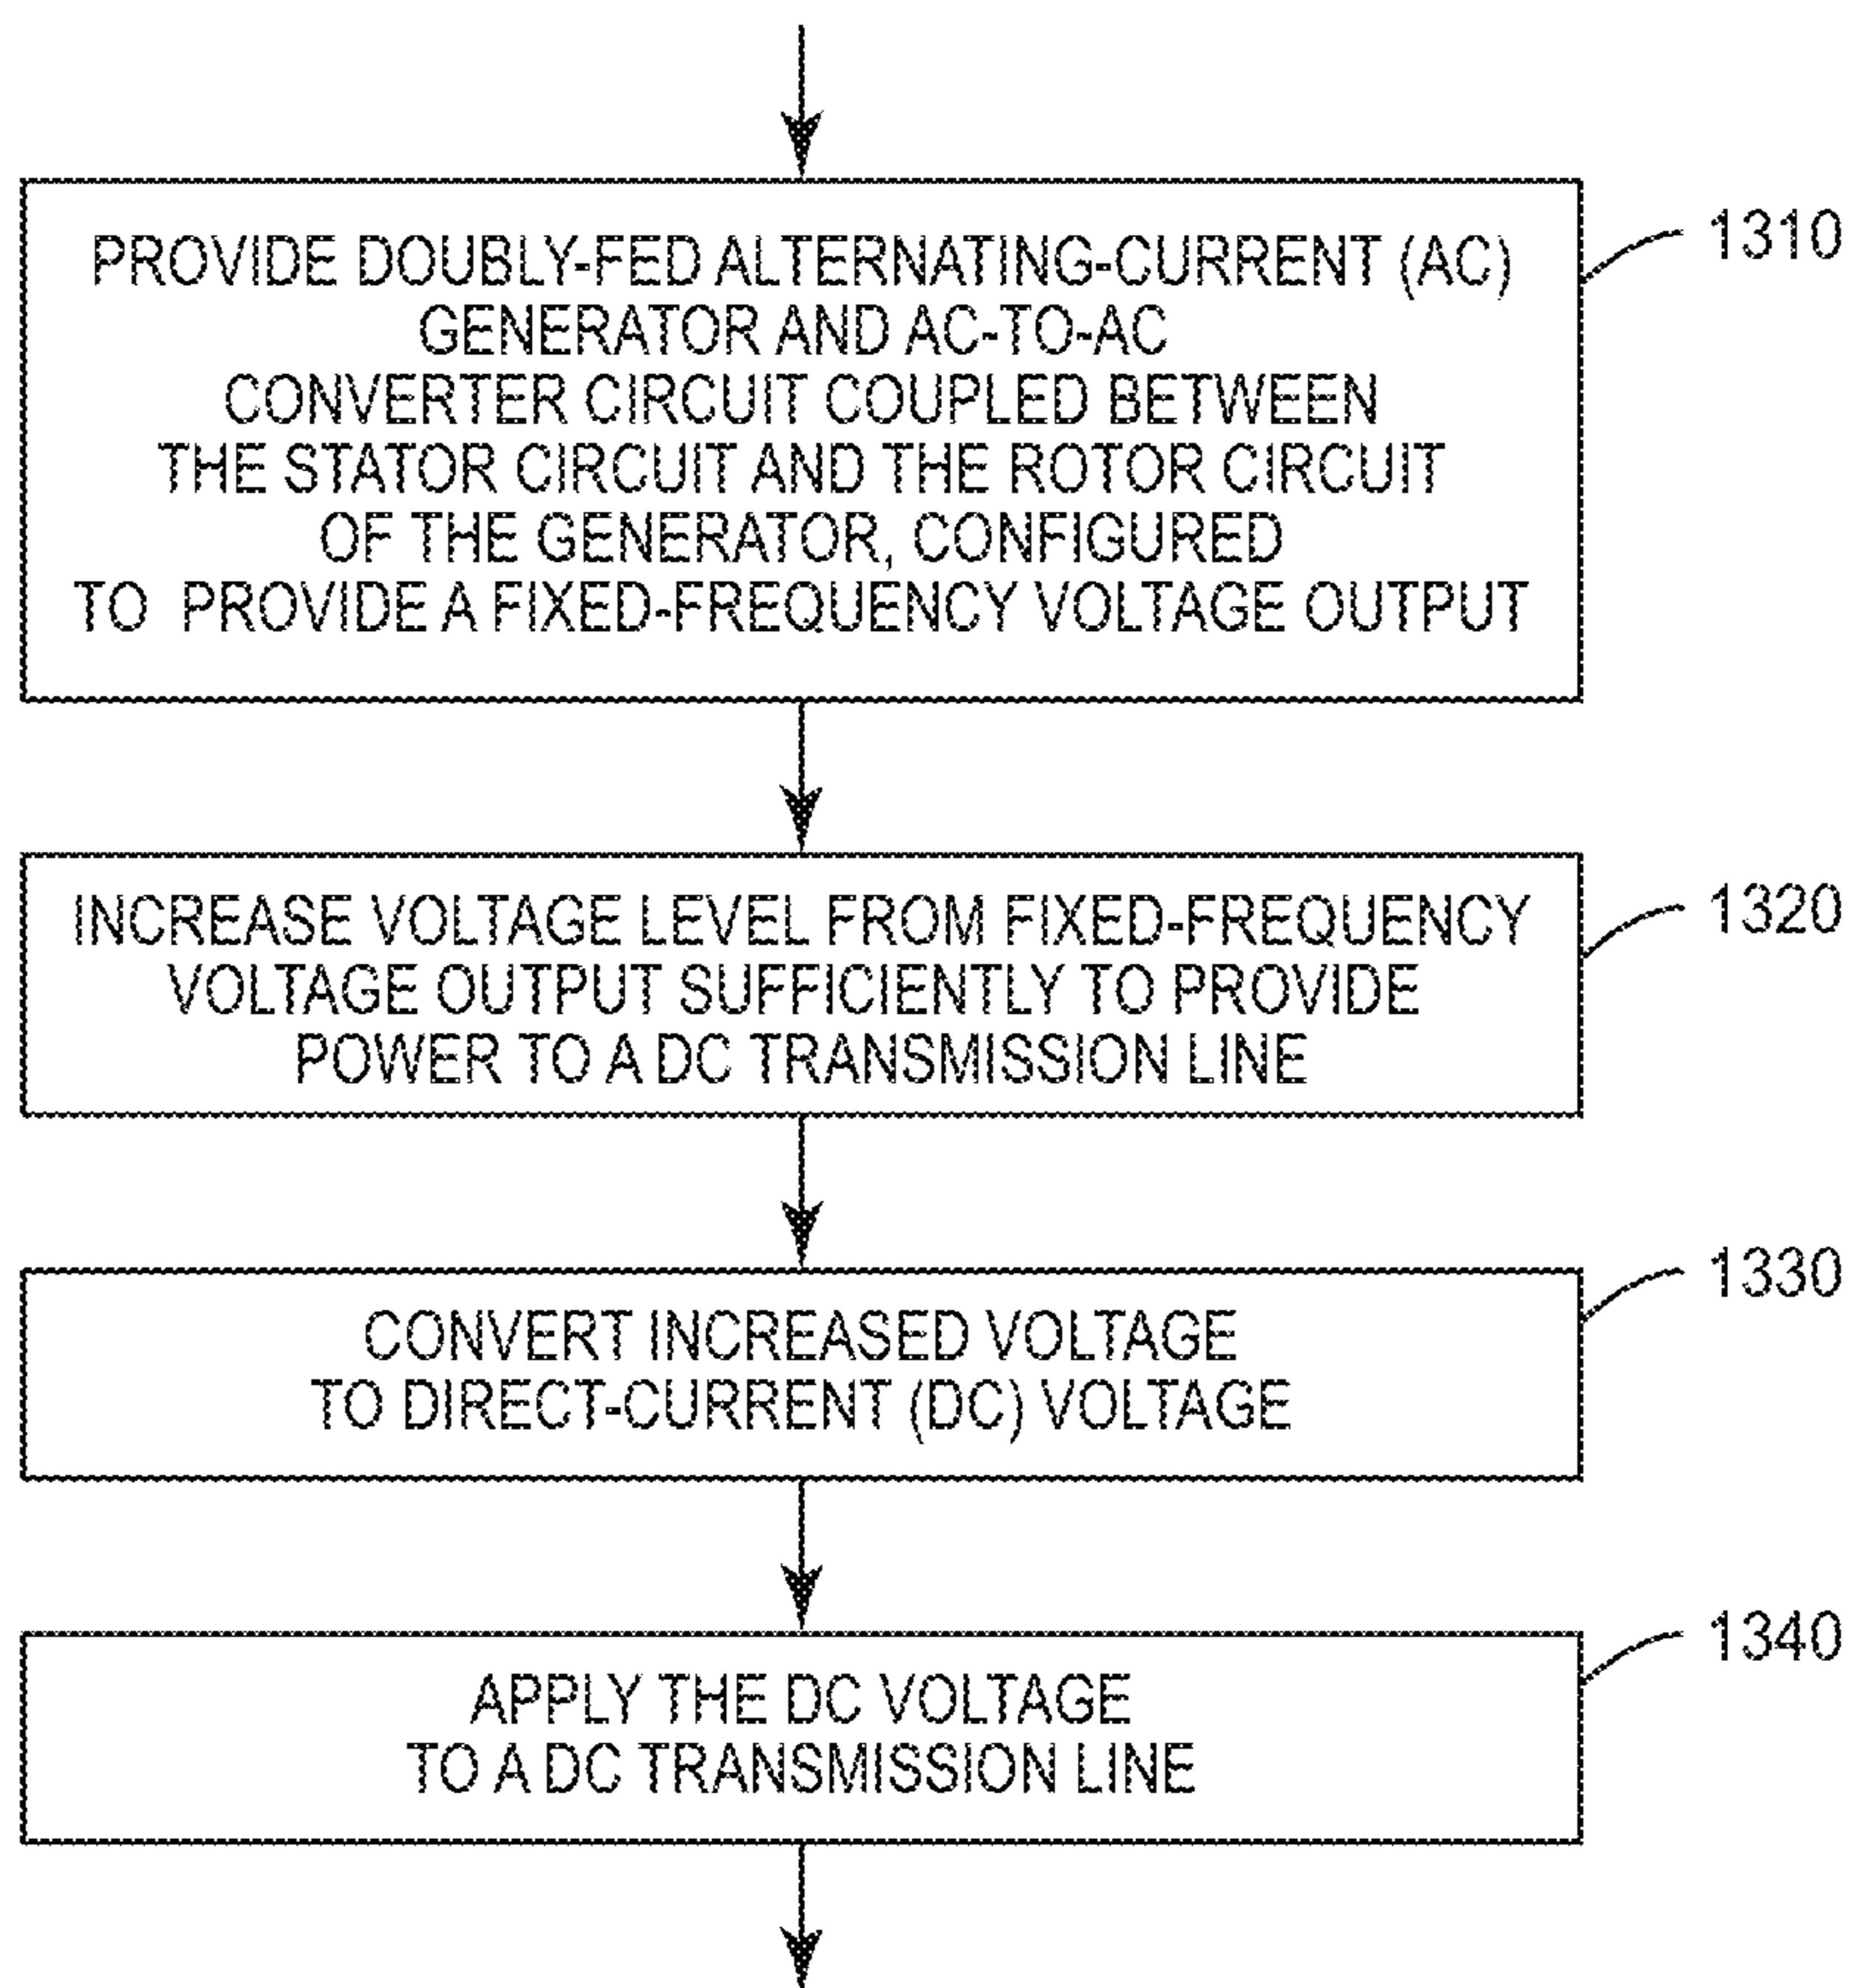 PROVIDE DOUBLY-FED ALTERNATING-CURRENT (AC)
GENERATOR AND AC-TO-AC
CONVERTER CIRCUIT COUPLED BETWEEN
THE STATOR CIRCUIT AND THE ROTOR CIRCUIT
OF THE GENERATOR, CONFIGURED
TO PROVIDE A FIXED-FREQUENCY VOLTAGE OUTPUT
1310
INCREASE VOLTAGE LEVEL FROM FIXED-FREQUENCY
VOLTAGE OUTPUT SUFFICIENTLY TO PROVIDE
POWER TO A DC TRANSMISSION LINE
1320
CONVERT INCREASED VOLTAGE
TO DIRECT-CURRENT (DC) VOLTAGE
1330
APPLY THE DC VOLTAGE
TO A DC TRANSMISSION LINE
1340